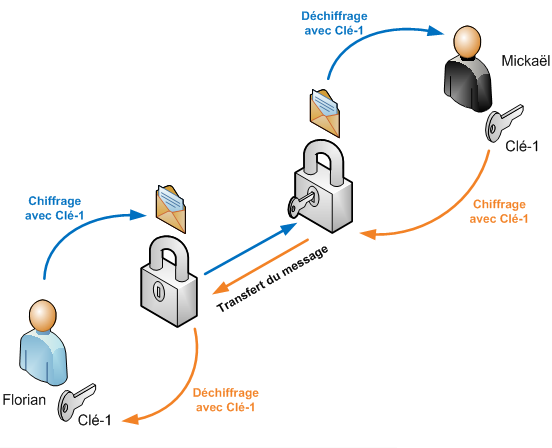 Déchiffrage
avec Clé-1
Mickaël
Clé-1
Chiffrage
avec Clé-1
Chiffrage
avec Clé-1
Transfert du message
Déchiffrage
avec Clé-1
Florian
Clé-1